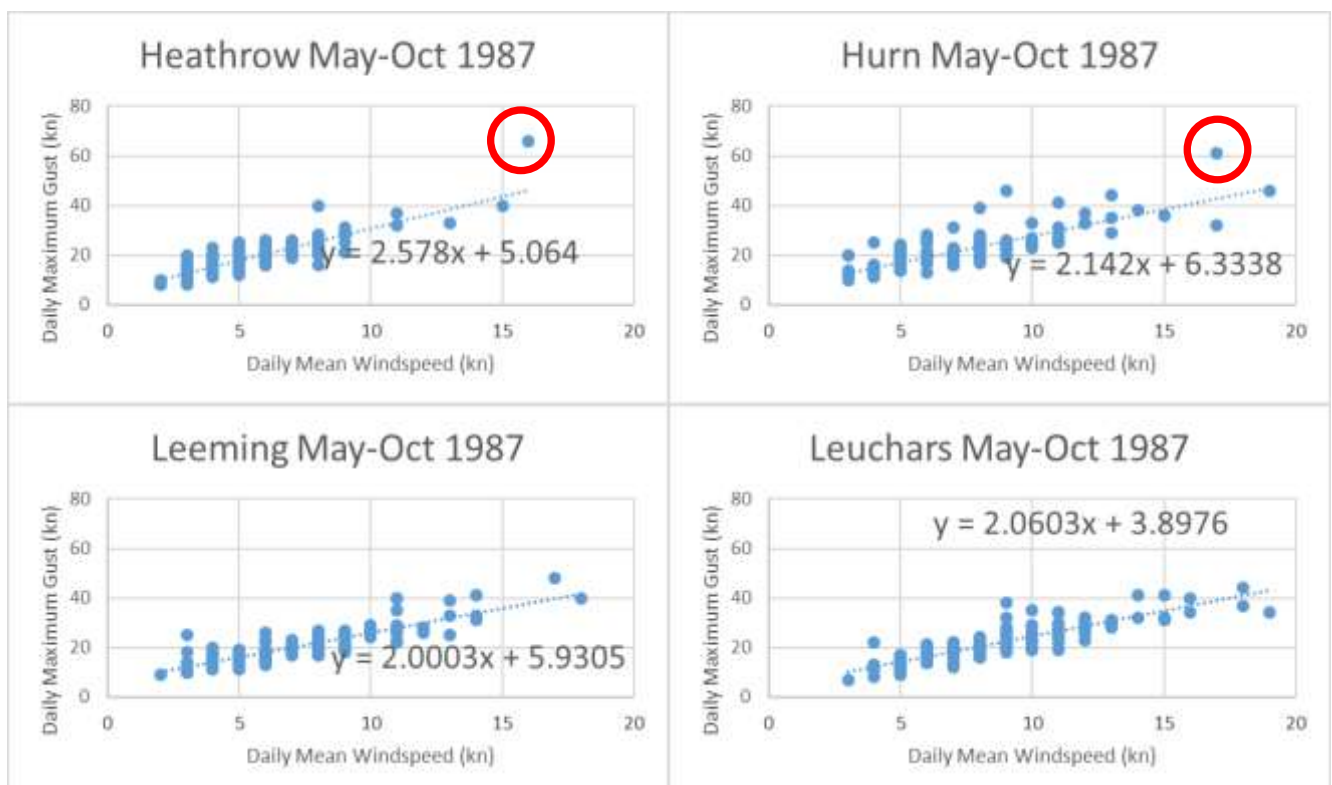 Heathrow May-Oct 1987
Daily Maximum Gust (kn)
80
60
40
20
0
y = 2.578x + 5.064
0 5 10 15 20
Daily Mean Windspeed (kn)
Hurn May-Oct 1987
Daily Maximum Gust (kn)
80
60
40
20
0
y = 2.142x + 6.3338
0 5 10 15 20
Daily Mean Windspeed (kn)
Leeming May-Oct 1987
Daily Maximum Gust (kn)
80
60
40
20
0
y = 2.0003x + 5.9305
0 5 10 15 20
Daily Mean Windspeed (kn)
Leuchars May-Oct 1987
Daily Maximum Gust (kn)
80
60
40
20
0
y = 2.0603x + 3.8976
0 5 10 15 20
Daily Mean Windspeed (kn)